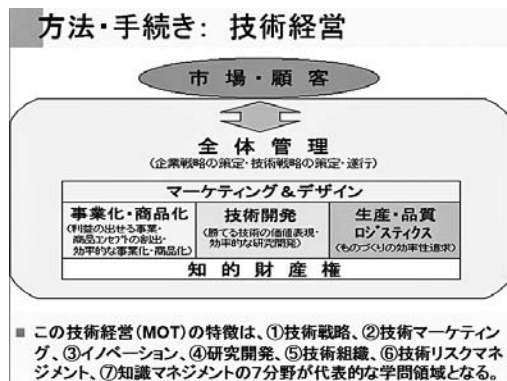 方法・手続き: 技術経営
市場・顧客
全体管理
(企業戦略の策定・技術戦略の策定・遂行)
マーケティング&デザイン
事業化・商品化
(利益の出せる事業・
商品コンセプトの創出・
効率的な事業化・商品化)
技術開発
(勝てる技術の価値表現・
効率的な研究開発)
生産・品質
ロジスティクス
(ものづくりの効率性追求)
知的財産権
■ この技術経営(MOT)の特徴は、①技術戦略、②技術マーケティン
グ、③イノベーション、④研究開発、⑤技術組織、⑥技術リスクマネ
ジメント、⑦知識マネジメントの7分野が代表的な学問領域となる。